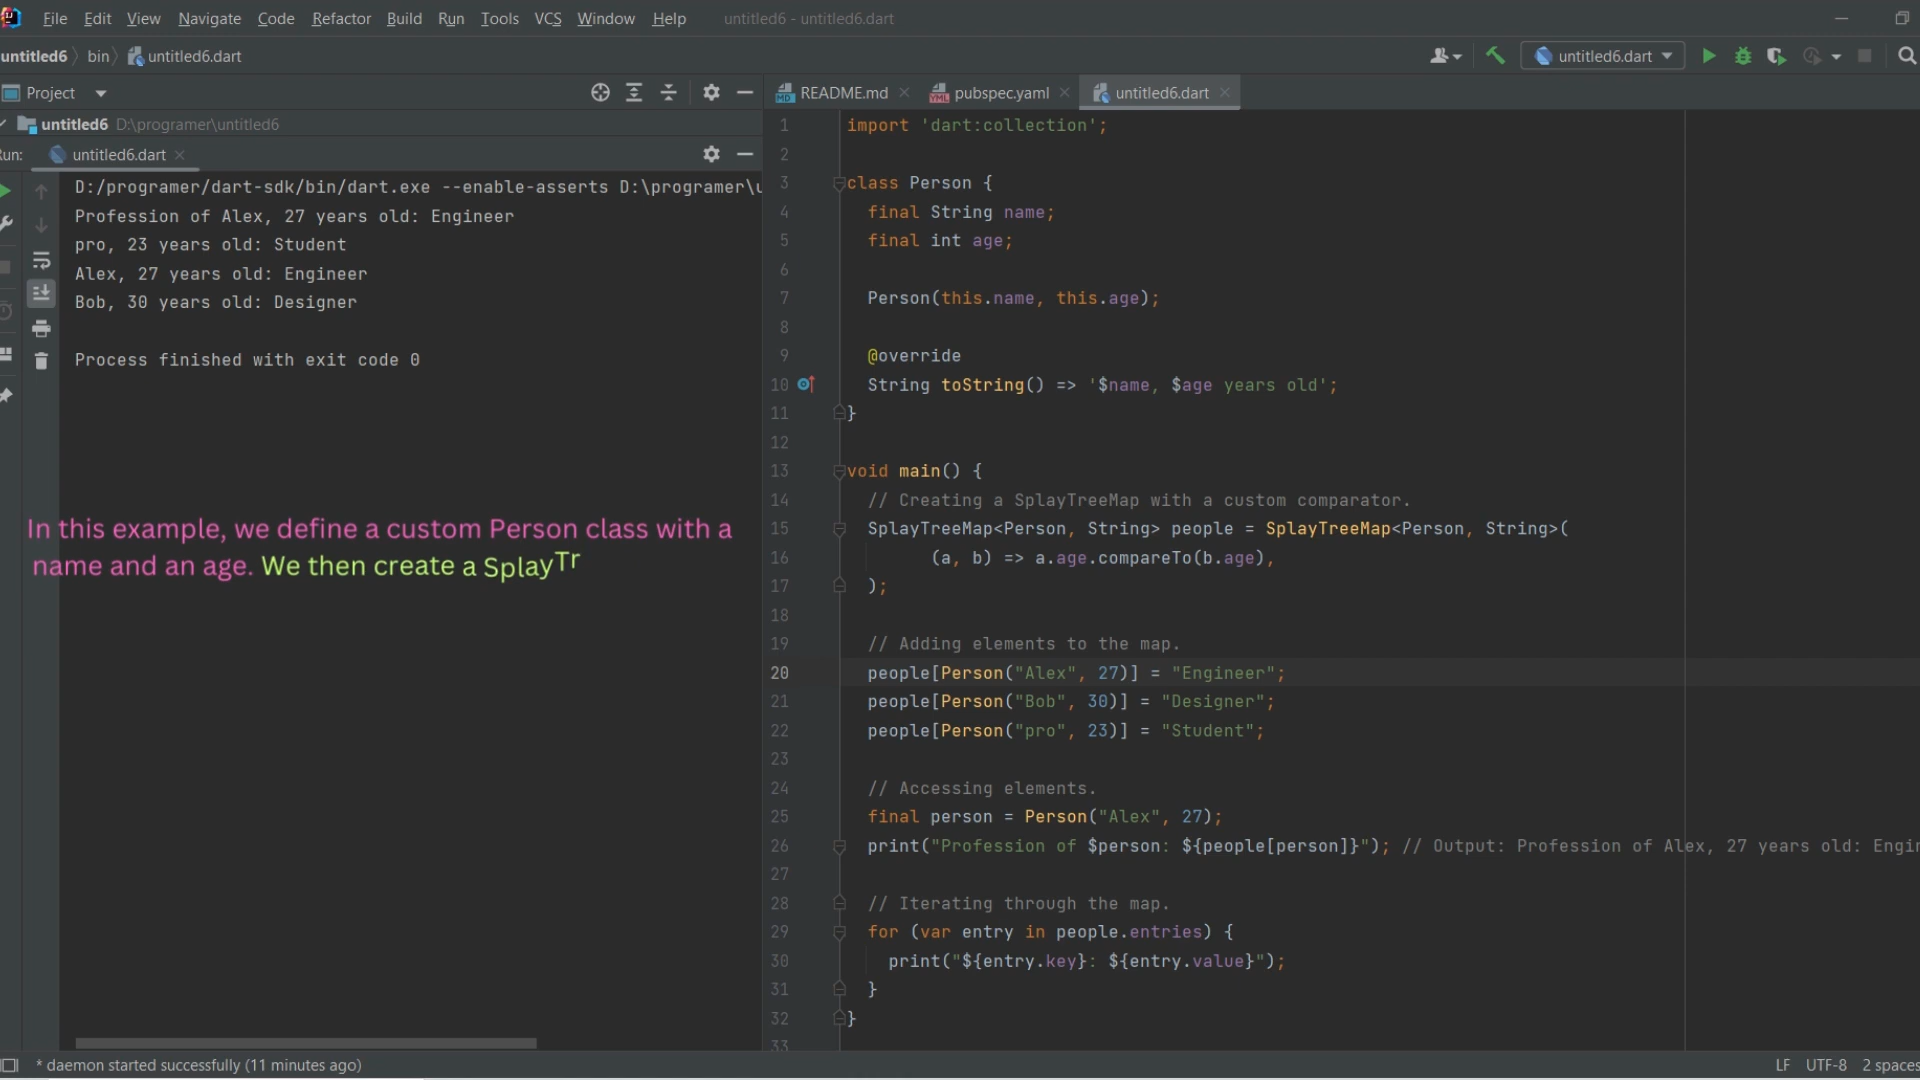 File Edit View Navigate Code Refactor Build Run Tools VCS Window Help untitled6 - untitled6.dart
untitled6 bin untitled6.dart untitled6.dart
Project README.md pubspec.yaml untitled6.dart
untitled6 D:\programer\untitled6
untitled6.dart
D:/programer/dart-sdk/bin/dart.exe --enable-asserts D:\programer\
Profession of Alex, 27 years old: Engineer
pro, 23 years old: Student
Alex, 27 years old: Engineer
Bob, 30 years old: Designer
Process finished with exit code 0
In this example, we define a custom Person class with a
name and an age. We then create a SplayTr
1 import 'dart:collection';
2
3 class Person {
4 final String name;
5 final int age;
6
7 Person(this.name, this.age);
8
9 @override
10 String toString() => '$name, $age years old';
11 }
12
13 void main() {
14 // Creating a SplayTreeMap with a custom comparator.
15 SplayTreeMap<Person, String> people = SplayTreeMap<Person, String>(
16 (a, b) => a.age.compareTo(b.age),
17 );
18
19 // Adding elements to the map.
20 people[Person("Alex", 27)] = "Engineer";
21 people[Person("Bob", 30)] = "Designer";
22 people[Person("pro", 23)] = "Student";
23
24 // Accessing elements.
25 final person = Person("Alex", 27);
26 print("Profession of $person: ${people[person]}"); // Output: Profession of Alex, 27 years old: Engi
27
28 // Iterating through the map.
29 for (var entry in people.entries) {
30 print("${entry.key}: ${entry.value}");
31 }
32 }
33
* daemon started successfully (11 minutes ago) LF UTF-8 2 spaces